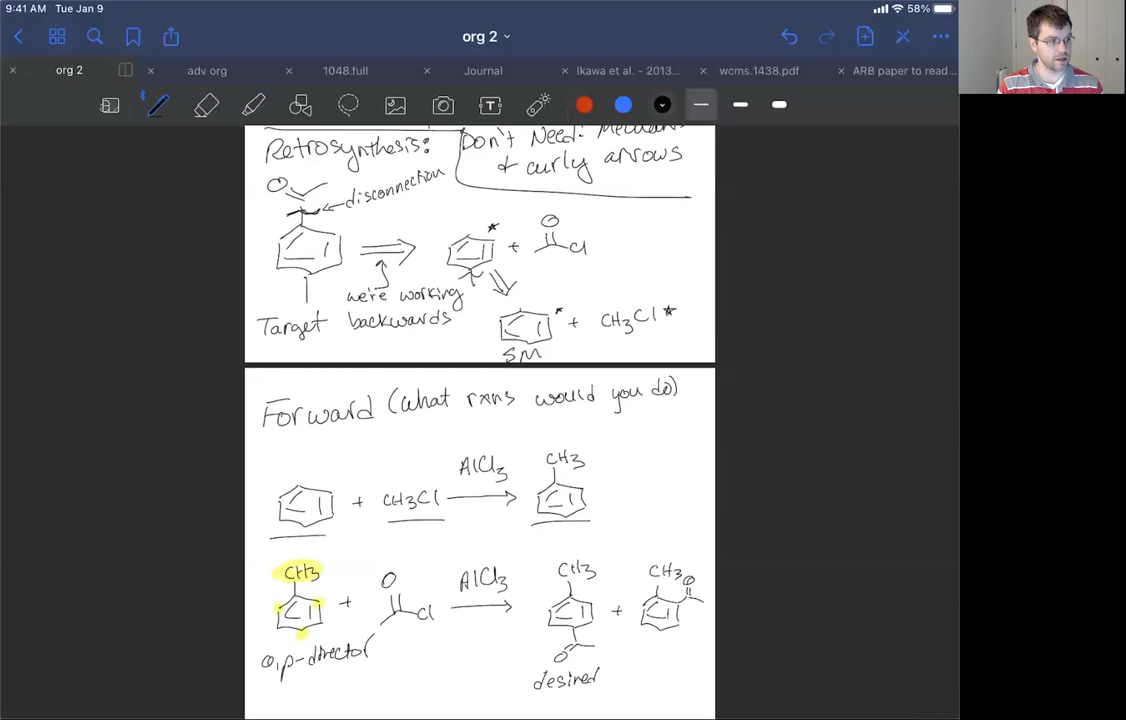 9:41 AM Tue Jan 9
58%
org 2
org 2
adv org
1048.full
Journal
Ikawa et al. - 2013...
wcms.1438.pdf
ARB paper to read...
Retrosynthesis:
Don't Need:
& curly arrows
O
disconnection
* + O Cl
we're working
backwards
Target
* + CH3Cl *
SM
Forward (what rxns would you do)
AlCl3
CH3
+ CH3Cl
CH3
O
AlCl3
CH3
CH3
O
+
Cl
+
O
o,p-director
desired